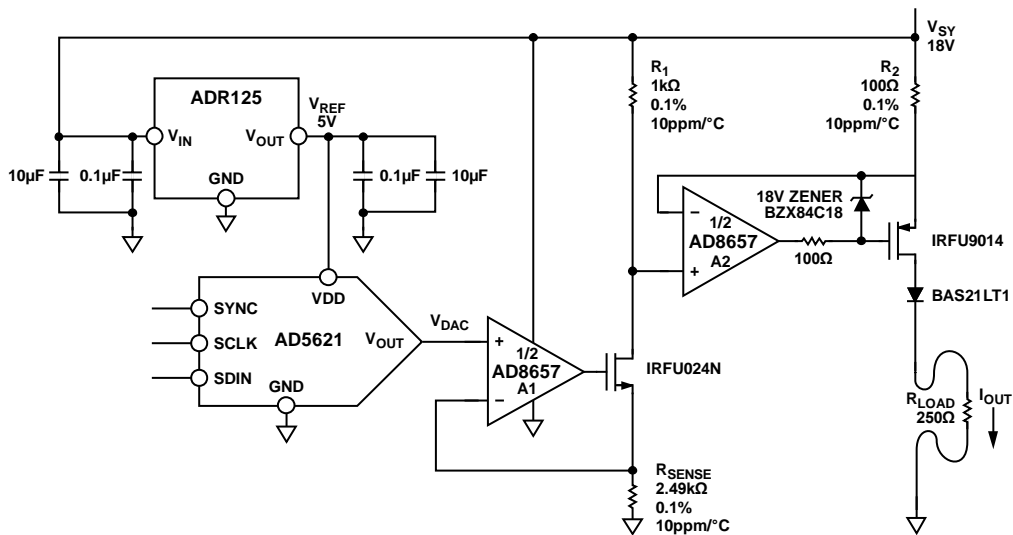 V_SY
18V
R_1
1kΩ
0.1%
10ppm/°C
R_2
100Ω
0.1%
10ppm/°C
ADR125
V_REF
5V
V_IN
V_OUT
GND
10µF
0.1µF
0.1µF
10µF
18V ZENER
BZX84C18
–
1/2
AD8657
A2
+
100Ω
IRFU9014
VDD
BAS21LT1
SYNC
SCLK
SDIN
AD5621
V_OUT
GND
V_DAC
+
1/2
AD8657
A1
–
IRFU024N
R_LOAD
250Ω
I_OUT
R_SENSE
2.49kΩ
0.1%
10ppm/°C